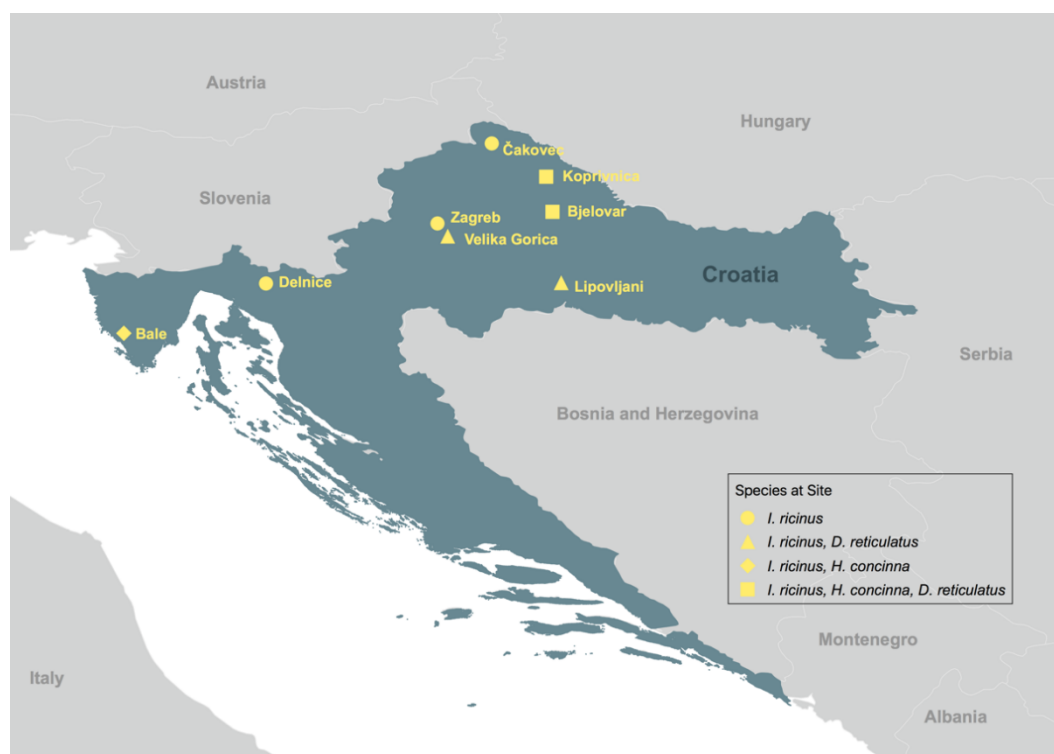 Austria
Hungary
Čakovec
Koprivnica
Slovenia
Bjelovar
Zagreb
Velika Gorica
Croatia
Delnice
Lipovljani
Bale
Serbia
Bosnia and Herzegovina
Species at Site
I. ricinus
I. ricinus, D. reticulatus
I. ricinus, H. concinna
I. ricinus, H. concinna, D. reticulatus
Montenegro
Italy
Albania